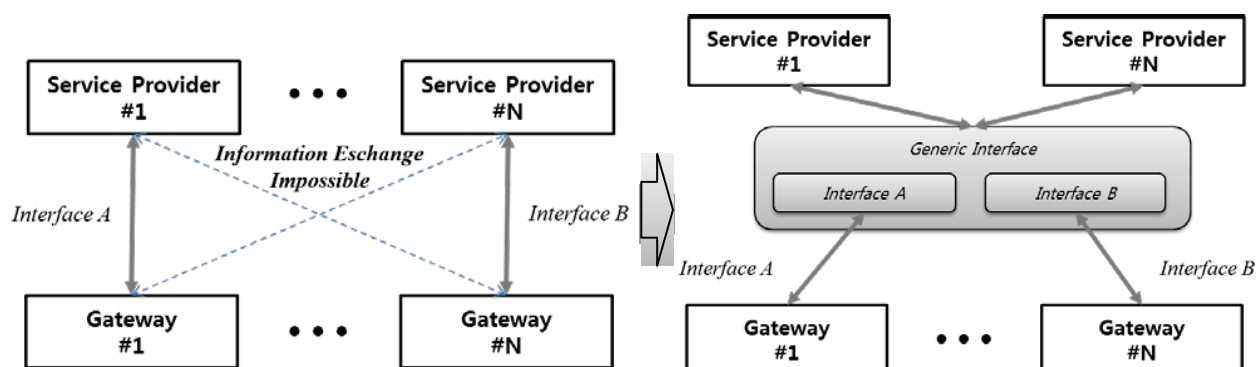 Service Provider
#1
Service Provider
#N
Information Eschange
Impossible
Interface A
Interface B
Gateway
#1
Gateway
#N
Service Provider
#1
Service Provider
#N
Generic Interface
Interface A
Interface B
Interface A
Interface B
Gateway
#1
Gateway
#N